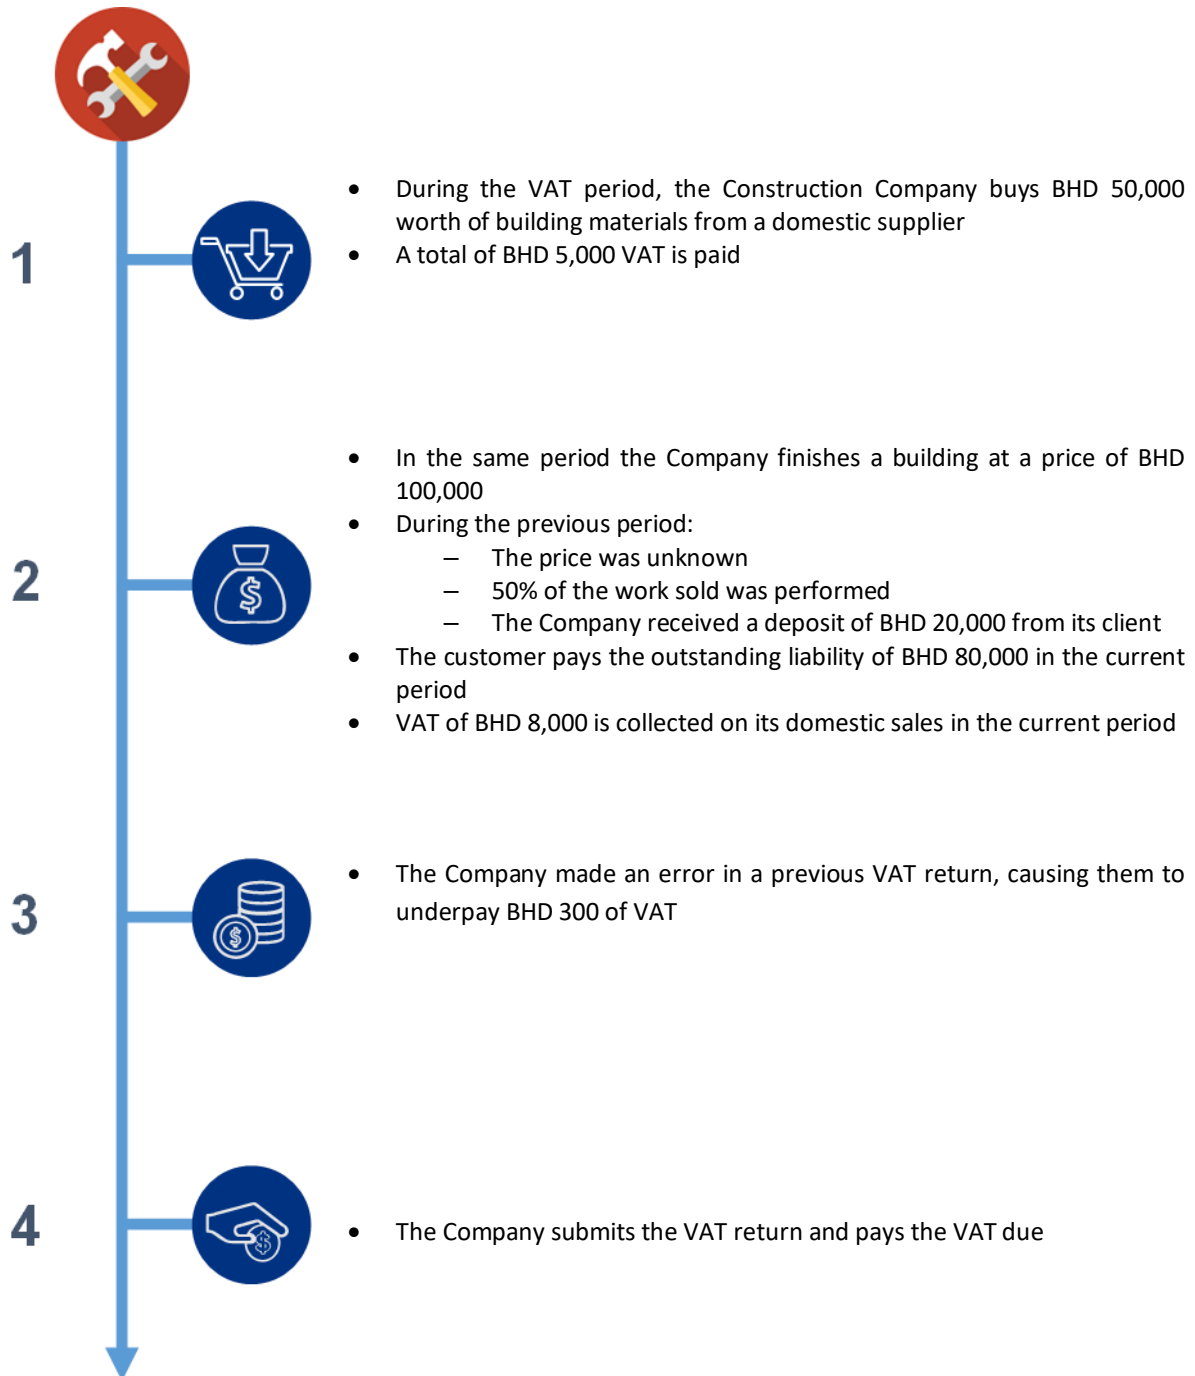 1
• During the VAT period, the Construction Company buys BHD 50,000
worth of building materials from a domestic supplier
• A total of BHD 5,000 VAT is paid
2
• In the same period the Company finishes a building at a price of BHD
100,000
• During the previous period:
– The price was unknown
– 50% of the work sold was performed
– The Company received a deposit of BHD 20,000 from its client
• The customer pays the outstanding liability of BHD 80,000 in the current
period
• VAT of BHD 8,000 is collected on its domestic sales in the current period
3
• The Company made an error in a previous VAT return, causing them to
underpay BHD 300 of VAT
4
• The Company submits the VAT return and pays the VAT due